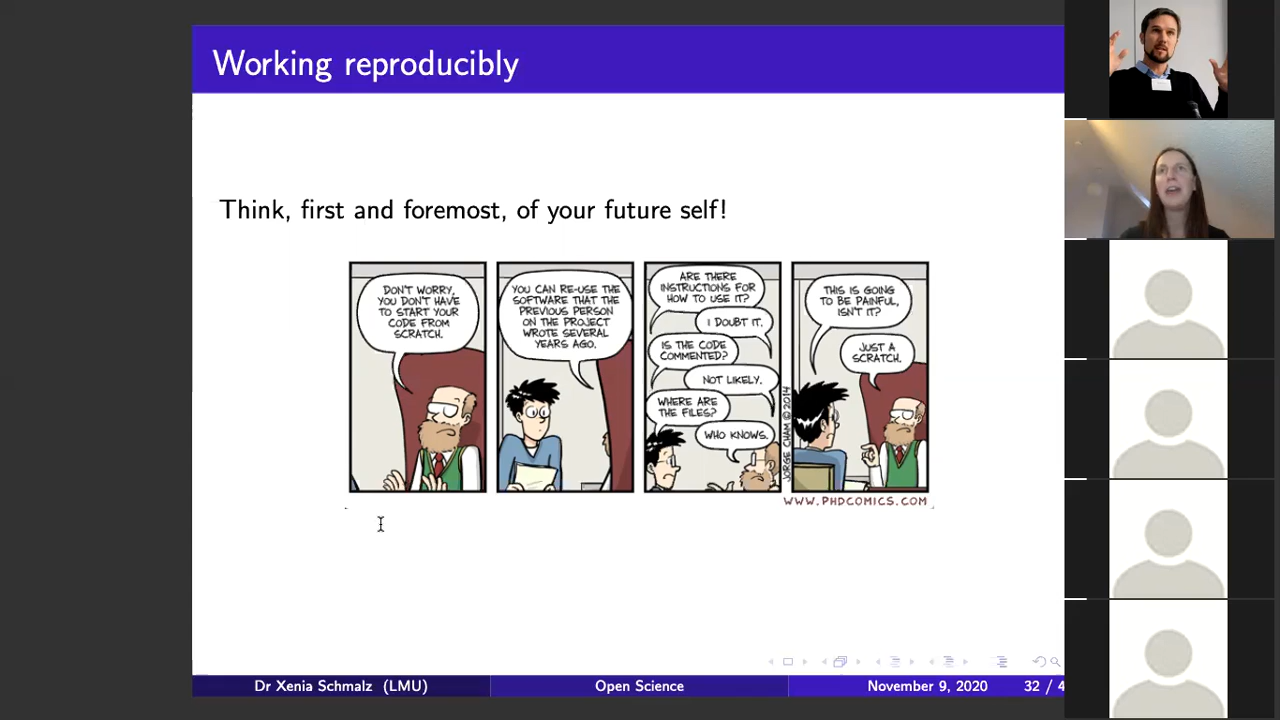 Working reproducibly
Think, first and foremost, of your future self!
DON'T WORRY,
YOU DON'T HAVE
TO START YOUR
CODE FROM
SCRATCH.
YOU CAN RE-USE THE
SOFTWARE THAT THE
PREVIOUS PERSON
ON THE PROJECT
WROTE SEVERAL
YEARS AGO.
ARE THERE
INSTRUCTIONS FOR
HOW TO USE IT?
I DOUBT IT.
IS THE CODE
COMMENTED?
NOT LIKELY.
WHERE ARE
THE FILES?
WHO KNOWS.
JORGE CHAM © 2014
THIS IS GOING
TO BE PAINFUL,
ISN'T IT?
JUST A
SCRATCH.
WWW.PHDCOMICS.COM
Dr Xenia Schmalz (LMU)
Open Science
November 9, 2020
32 / 4